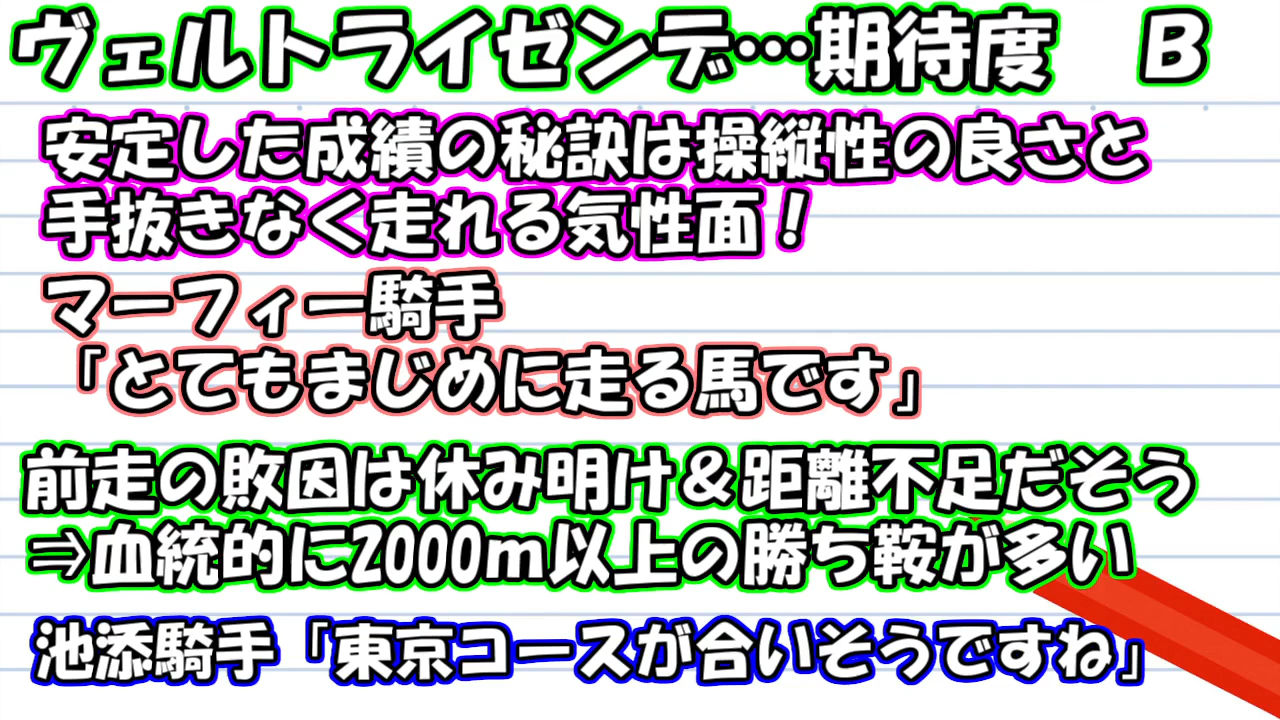 ヴェルトライゼンデ…期待度　B
安定した成績の秘訣は操縦性の良さと
手抜きなく走れる気性面！
マーフィー騎手
「とてもまじめに走る馬です」
前走の敗因は休み明け＆距離不足だそう
⇒血統的に2000m以上の勝ち鞍が多い
池添騎手「東京コースが合いそうですね」